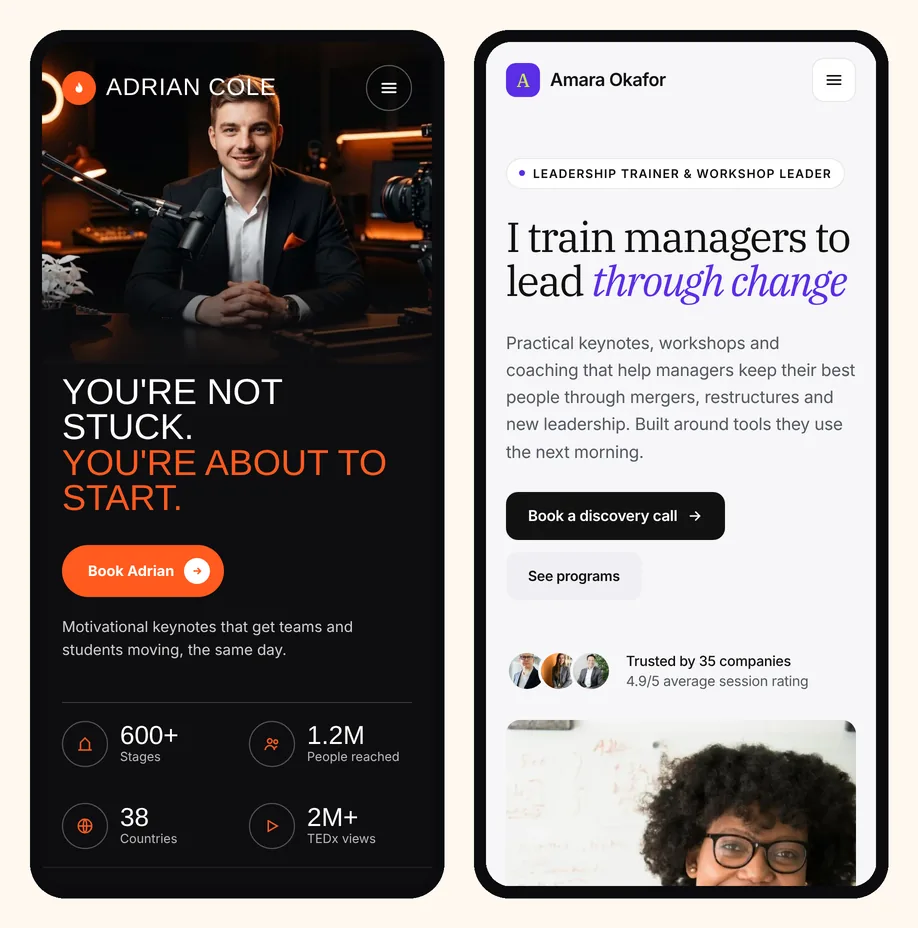 ADRIAN COLE
YOU'RE NOT
STUCK.
YOU'RE ABOUT TO
START.
Book Adrian
Motivational keynotes that get teams and
students moving, the same day.
600+
Stages
1.2M
People reached
38
Countries
2M+
TEDx views
A
Amara Okafor
LEADERSHIP TRAINER & WORKSHOP LEADER
I train managers to
lead through change
Practical keynotes, workshops and
coaching that help managers keep their best
people through mergers, restructures and
new leadership. Built around tools they use
the next morning.
Book a discovery call
See programs
Trusted by 35 companies
4.9/5 average session rating